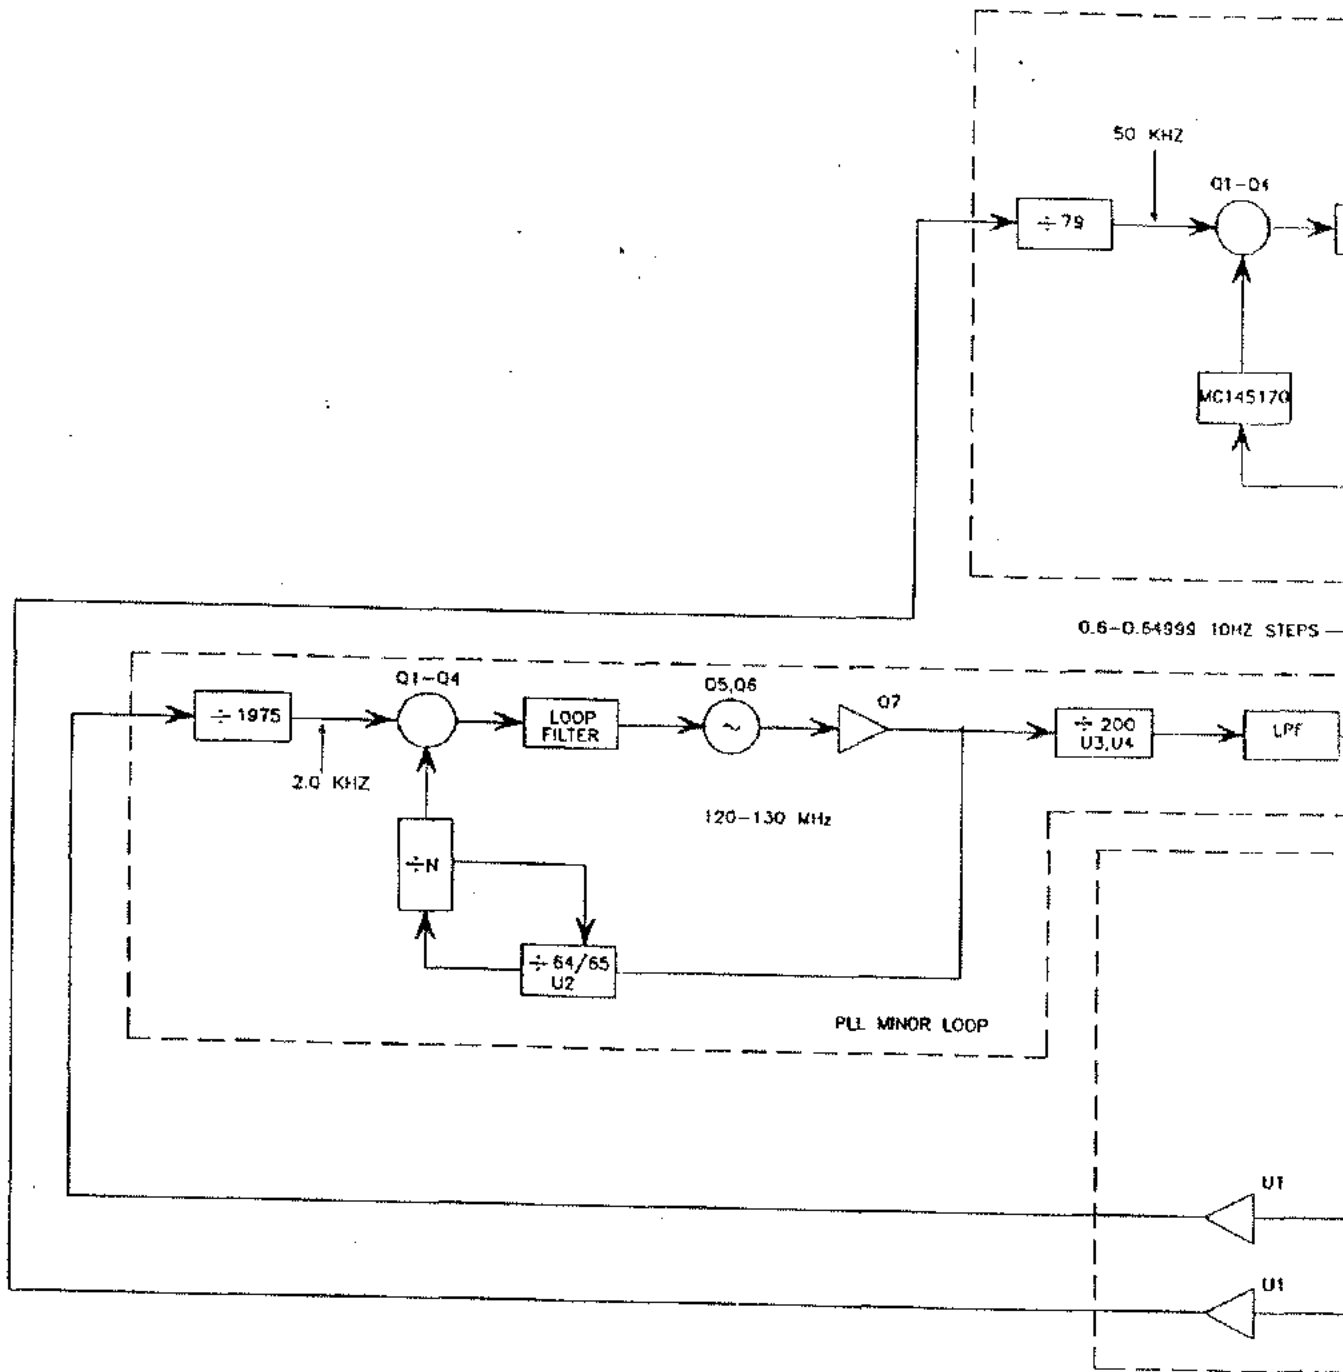 50 KHZ
Q1-Q4
÷ 79
MC145170
0.6-0.64999 10HZ STEPS
Q1-Q4
Q5,Q6
Q7
÷ 1975
LOOP
FILTER
~
÷ 200
U3,U4
LPF
2.0 KHZ
120-130 MHz
÷N
÷ 64/65
U2
PLL MINOR LOOP
U1
U1